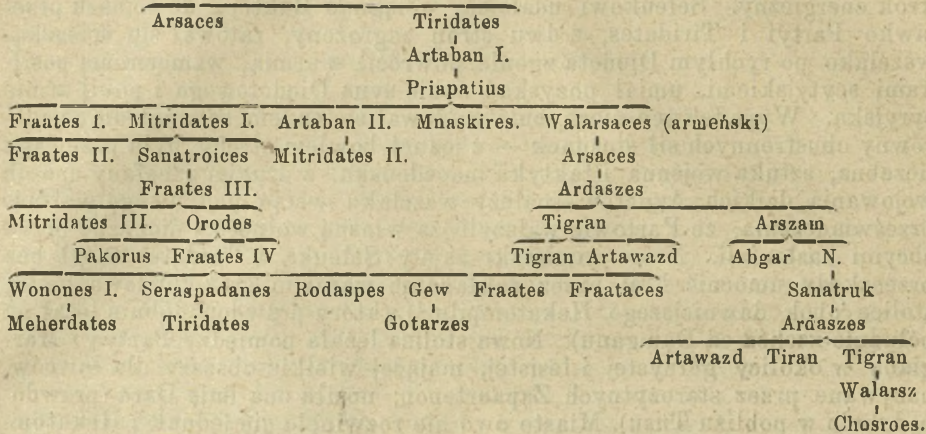 Arsaces Tiridates
Artaban I.
Priapatius
Fraates I. Mitridates I. Artaban II. Mnaskires. Walarsaces (armeński)
Fraates II. Sanatroices Mitridates II. Arsaces
Fraates III. Ardaszes
Mitridates III. Orodes Tigran Arszam
Pakorus Fraates IV Tigran Artawazd Abgar N.
Wonones I. Seraspadanes Rodaspes Gew Fraates Fraataces Sanatruk
Meherdates Tiridates Gotarzes Ardaszes
Artawazd Tiran Tigran
Walarsz
Chosroes.